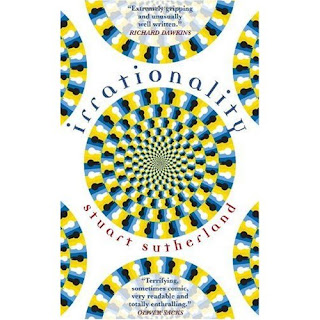 "Extremely gripping
and unusually
well written."
RICHARD DAWKINS
irrationality
stuart sutherland
"Terrifying,
sometimes comic,
very readable and
totally enthralling."
OLIVER SACKS